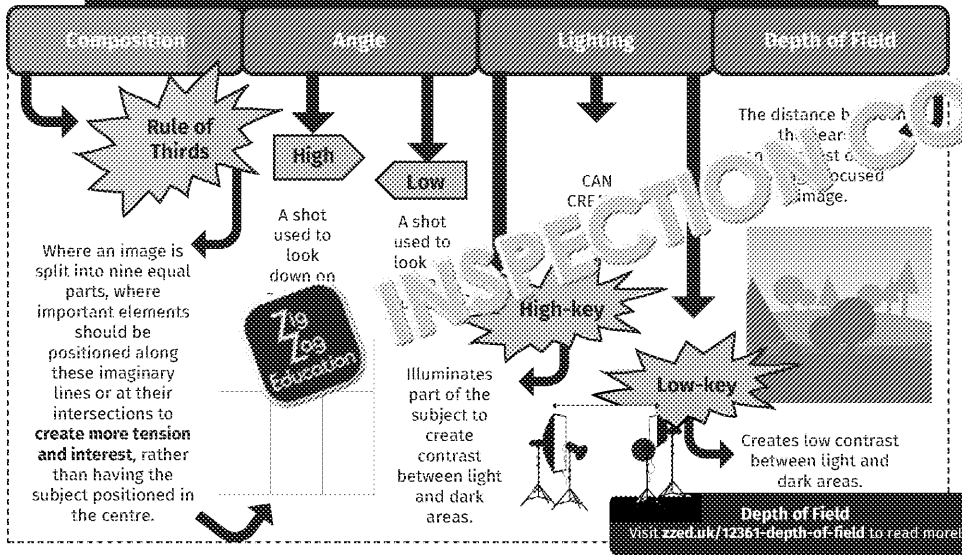 Composition
Angle
Lighting
Depth of Field
Rule of
Thirds
Where an image is
split into nine equal
parts, where
important elements
should be
positioned along
these imaginary
lines or at their
intersections to
create more tension
and interest, rather
than having the
subject positioned in
the centre.
High
A shot
used to
look
down on
Low
A shot
used to
look
Zig
Zag
Education
INSPECTION CO
CAN
High-key
Illuminates
part of the
subject to
create
contrast
between light
and dark
areas.
Low-key
Creates low contrast
between light and
dark areas.
The distance
image.
Depth of Field
Visit zzed.uk/12361-depth-of-field to read more!